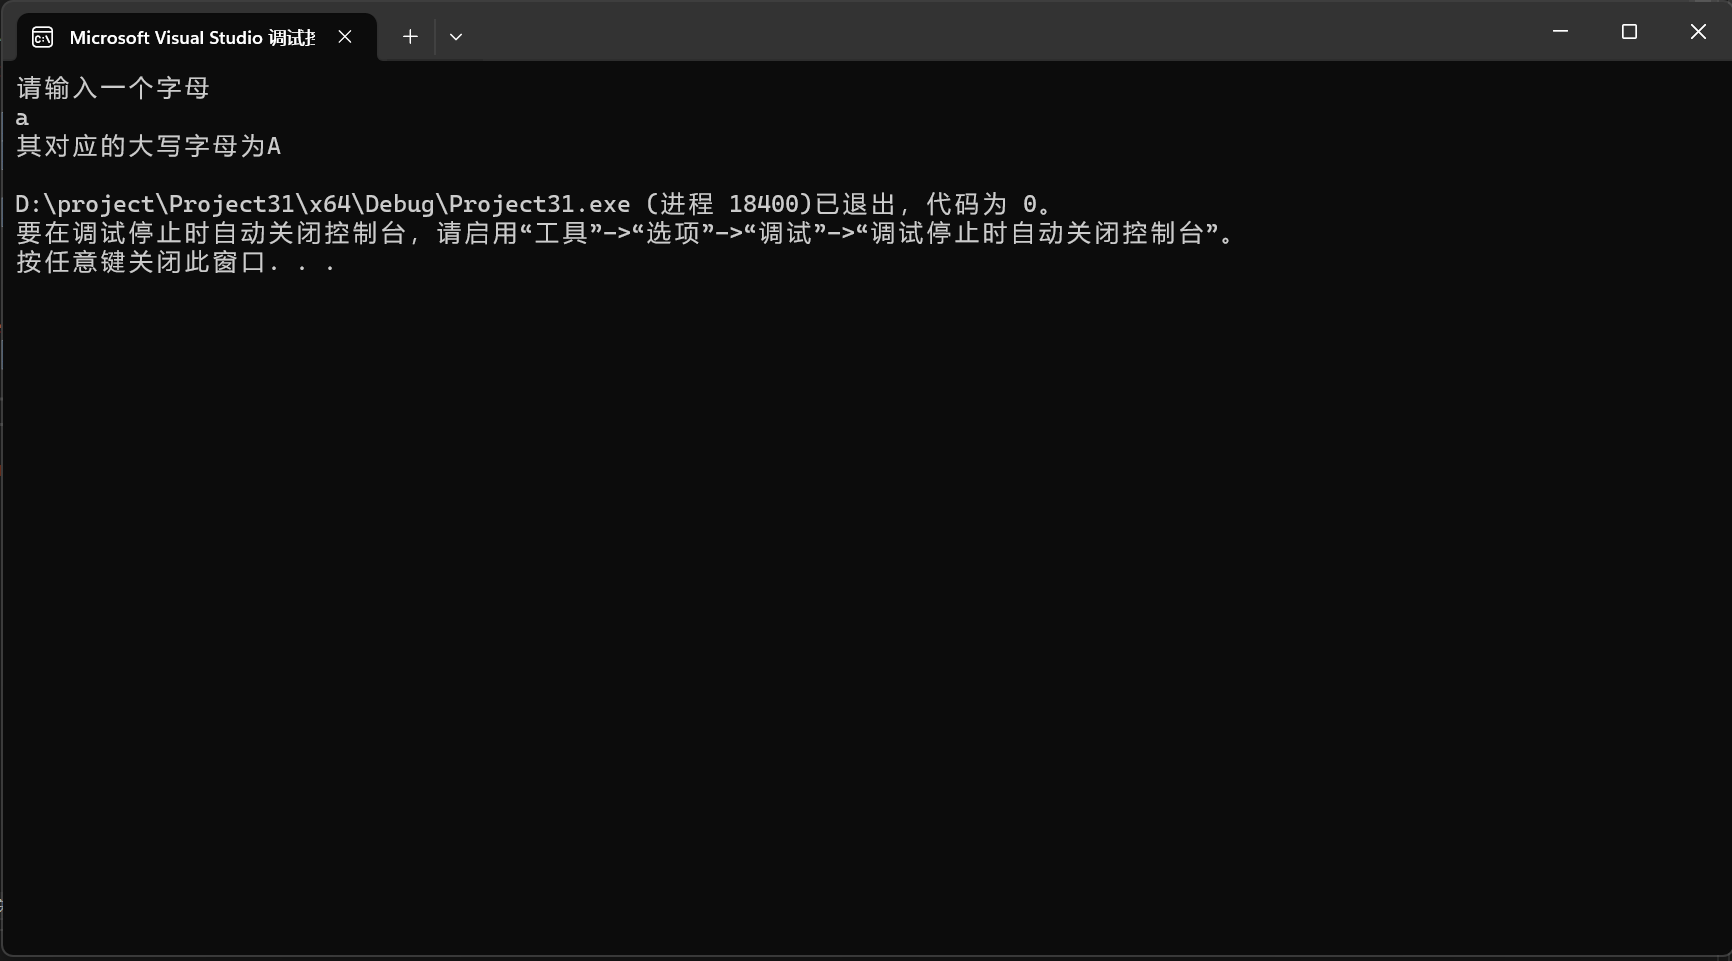 Microsoft Visual Studio 调试
请输入一个字母
a
其对应的大写字母为A
D:\project\Project31\x64\Debug\Project31.exe (进程 18400)已退出，代码为 0。
要在调试停止时自动关闭控制台，请启用“工具”->“选项”->“调试”->“调试停止时自动关闭控制台”。
按任意键关闭此窗口. . .